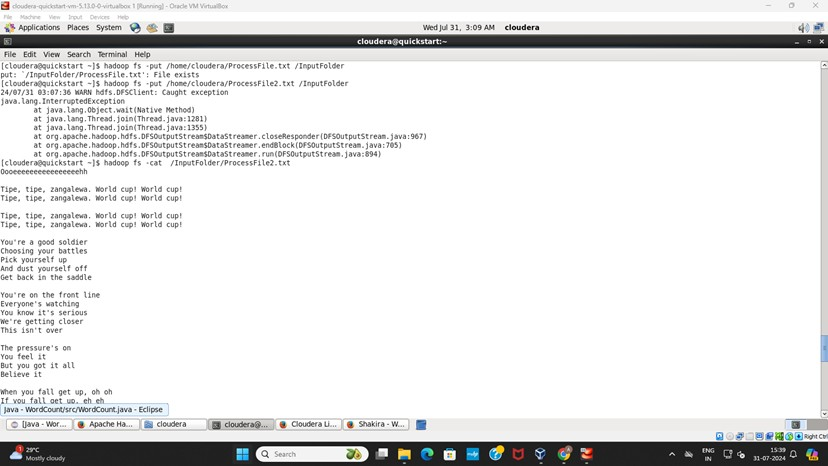 cloudera-quickstart-vm-5.13.0-0-virtualbox 1 [Running] - Oracle VM VirtualBox
File Machine View Input Devices Help
Applications Places System Wed Jul 31, 3:09 AM cloudera
cloudera@quickstart:~
File Edit View Search Terminal Help
[cloudera@quickstart ~]$ hadoop fs -put /home/cloudera/ProcessFile.txt /InputFolder
put: `/InputFolder/ProcessFile.txt': File exists
[cloudera@quickstart ~]$ hadoop fs -put /home/cloudera/ProcessFile2.txt /InputFolder
24/07/31 03:07:36 WARN hdfs.DFSClient: Caught exception
java.lang.InterruptedException
at java.lang.Object.wait(Native Method)
at java.lang.Thread.join(Thread.java:1281)
at java.lang.Thread.join(Thread.java:1355)
at org.apache.hadoop.hdfs.DFSOutputStream$DataStreamer.closeResponder(DFSOutputStream.java:967)
at org.apache.hadoop.hdfs.DFSOutputStream$DataStreamer.endBlock(DFSOutputStream.java:705)
at org.apache.hadoop.hdfs.DFSOutputStream$DataStreamer.run(DFSOutputStream.java:894)
[cloudera@quickstart ~]$ hadoop fs -cat  /InputFolder/ProcessFile2.txt
Oooeeeeeeeeeeeeeeeehh
Tipe, tipe, zangalewa. World cup! World cup!
Tipe, tipe, zangalewa. World cup! World cup!
Tipe, tipe, zangalewa. World cup! World cup!
Tipe, tipe, zangalewa. World cup! World cup!
You're a good soldier
Choosing your battles
Pick yourself up
And dust yourself off
Get back in the saddle
You're on the front line
Everyone's watching
You know it's serious
We're getting closer
This isn't over
The pressure's on
You feel it
But you got it all
Believe it
When you fall get up, oh oh
If you fall get up, eh eh
Java - WordCount/src/WordCount.java - Eclipse
[Java - Wor... Apache Ha... cloudera cloudera@... Cloudera Li... Shakira - W...
Right Ctrl
29°C
Mostly cloudy
Search
ENG
IN
15:39
31-07-2024